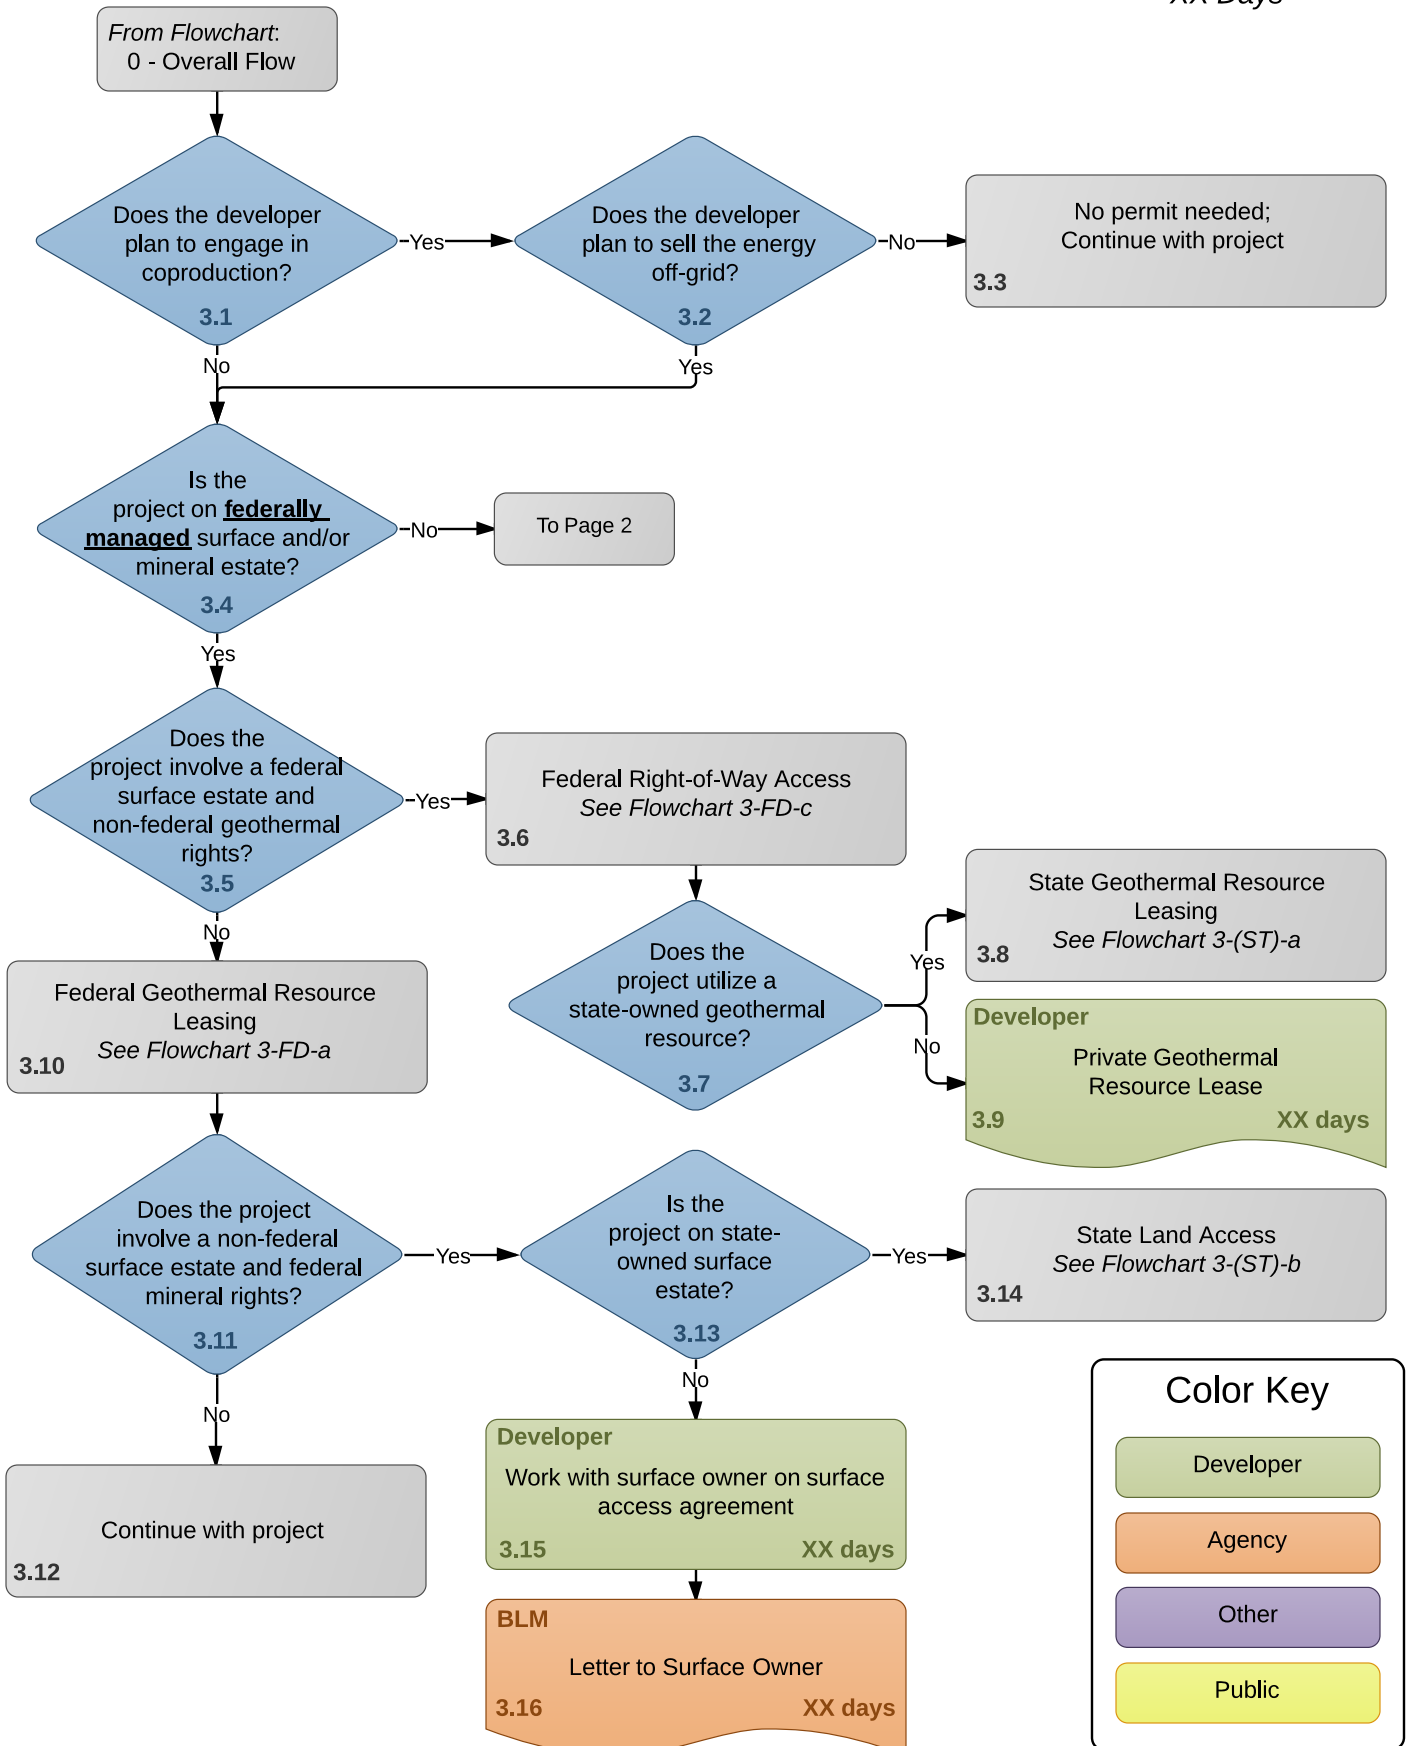 XX Days
From Flowchart:
0 - Overall Flow
Does the developer
plan to engage in
coproduction?
3.1
Yes
Does the developer
plan to sell the energy
off-grid?
3.2
No
No permit needed;
Continue with project
3.3
No
Yes
Is the
project on federally
managed surface and/or
mineral estate?
3.4
No
To Page 2
Yes
Does the
project involve a federal
surface estate and
non-federal geothermal
rights?
3.5
Yes
Federal Right-of-Way Access
See Flowchart 3-FD-c
3.6
No
Does the
project utilize a
state-owned geothermal
resource?
3.7
Yes
State Geothermal Resource
Leasing
See Flowchart 3-(ST)-a
3.8
No
Developer
Private Geothermal
Resource Lease
3.9
XX days
Federal Geothermal Resource
Leasing
See Flowchart 3-FD-a
3.10
Does the project
involve a non-federal
surface estate and federal
mineral rights?
3.11
Yes
Is the
project on state-
owned surface
estate?
3.13
Yes
State Land Access
See Flowchart 3-(ST)-b
3.14
No
Continue with project
3.12
No
Developer
Work with surface owner on surface
access agreement
3.15
XX days
BLM
Letter to Surface Owner
3.16
XX days
Color Key
Developer
Agency
Other
Public